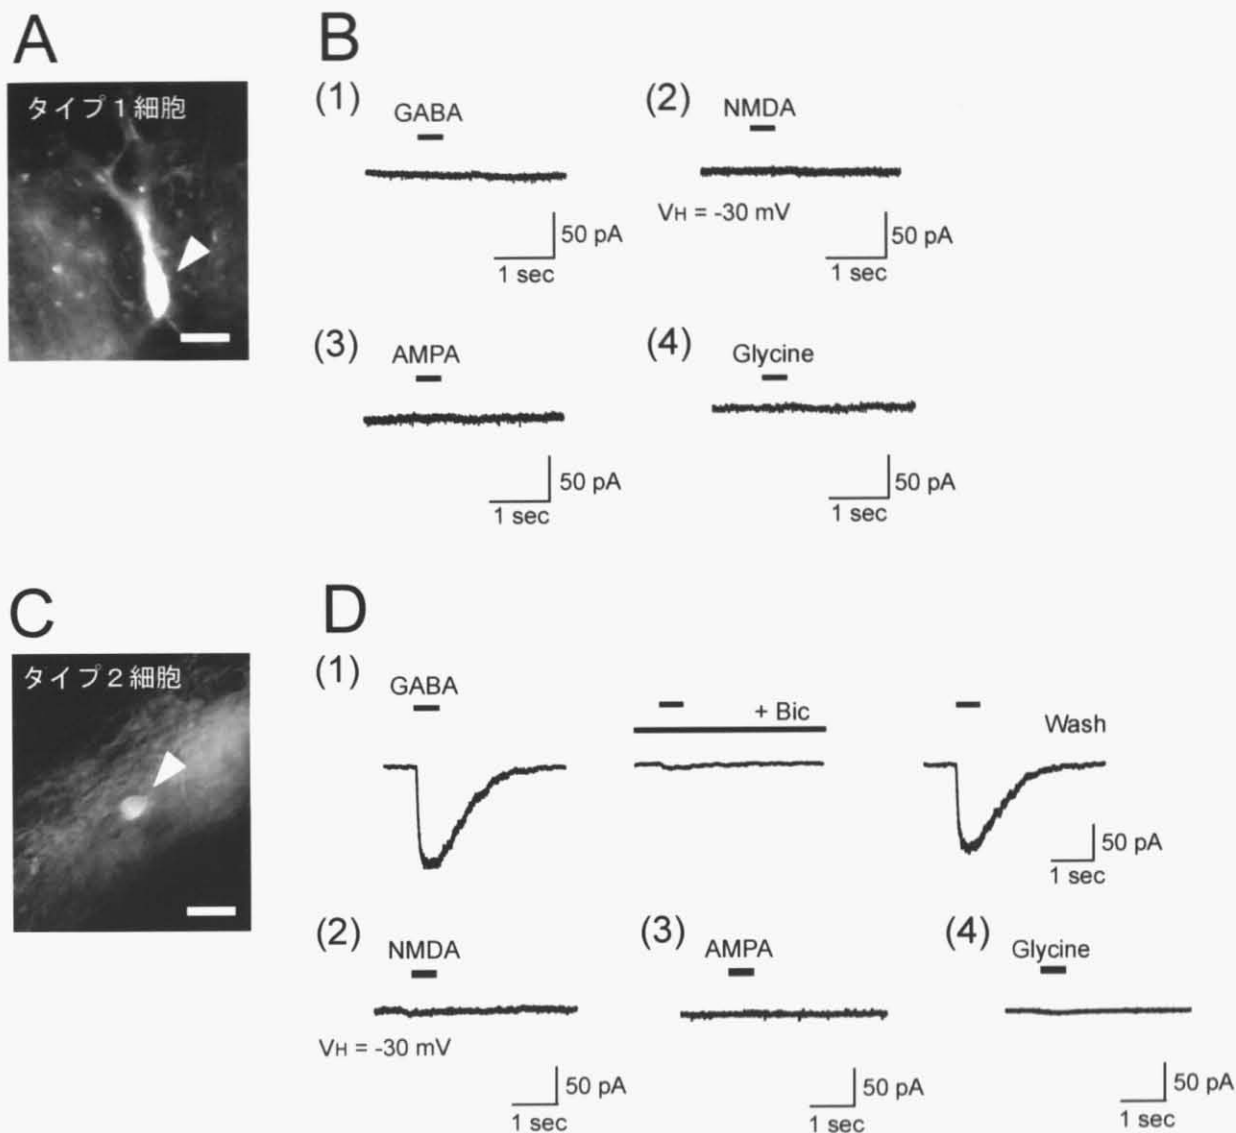 A
タイプ1細胞
B
(1)
GABA
50 pA
1 sec
(2)
NMDA
VH = -30 mV
50 pA
1 sec
(3)
AMPA
50 pA
1 sec
(4)
Glycine
50 pA
1 sec
C
タイプ2細胞
D
(1)
GABA
+ Bic
Wash
50 pA
1 sec
(2)
NMDA
VH = -30 mV
50 pA
1 sec
(3)
AMPA
50 pA
1 sec
(4)
Glycine
50 pA
1 sec